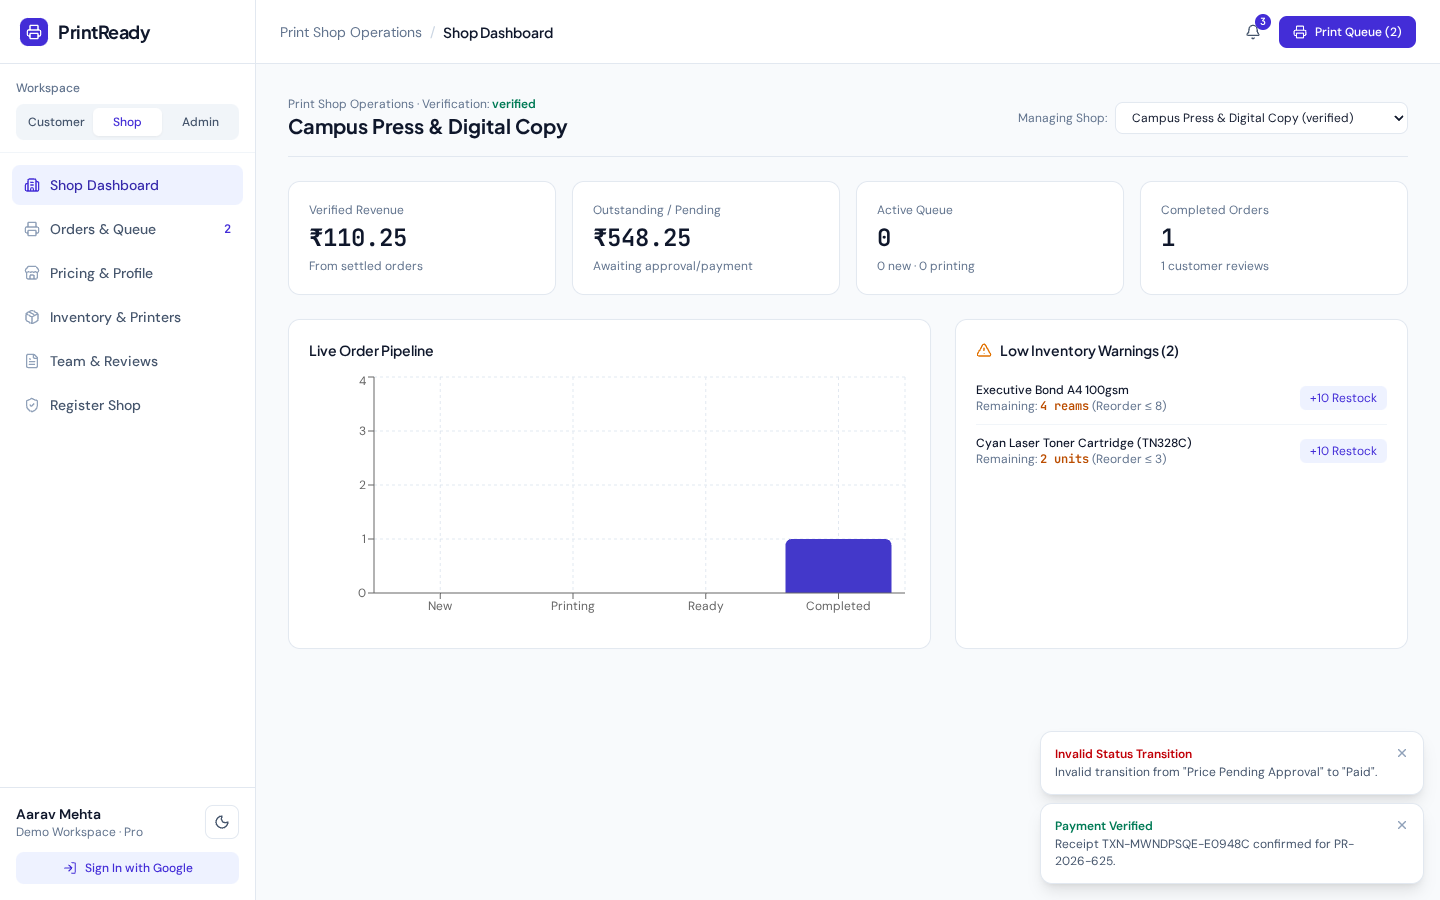 PrintReady
Print Shop Operations / Shop Dashboard
3
Print Queue (2)
Workspace
Customer
Shop
Admin
Shop Dashboard
Orders & Queue
2
Pricing & Profile
Inventory & Printers
Team & Reviews
Register Shop
Aarav Mehta
Demo Workspace · Pro
Sign In with Google
Print Shop Operations · Verification: verified
Campus Press & Digital Copy
Managing Shop:
Campus Press & Digital Copy (verified)
Verified Revenue
₹110.25
From settled orders
Outstanding / Pending
₹548.25
Awaiting approval/payment
Active Queue
0
0 new · 0 printing
Completed Orders
1
1 customer reviews
Live Order Pipeline
4
3
2
1
0
New
Printing
Ready
Completed
Low Inventory Warnings (2)
Executive Bond A4 100gsm
Remaining: 4 reams (Reorder ≤ 8)
+10 Restock
Cyan Laser Toner Cartridge (TN328C)
Remaining: 2 units (Reorder ≤ 3)
+10 Restock
Invalid Status Transition
Invalid transition from "Price Pending Approval" to "Paid".
Payment Verified
Receipt TXN-MWNDPSQE-E0948C confirmed for PR-
2026-625.